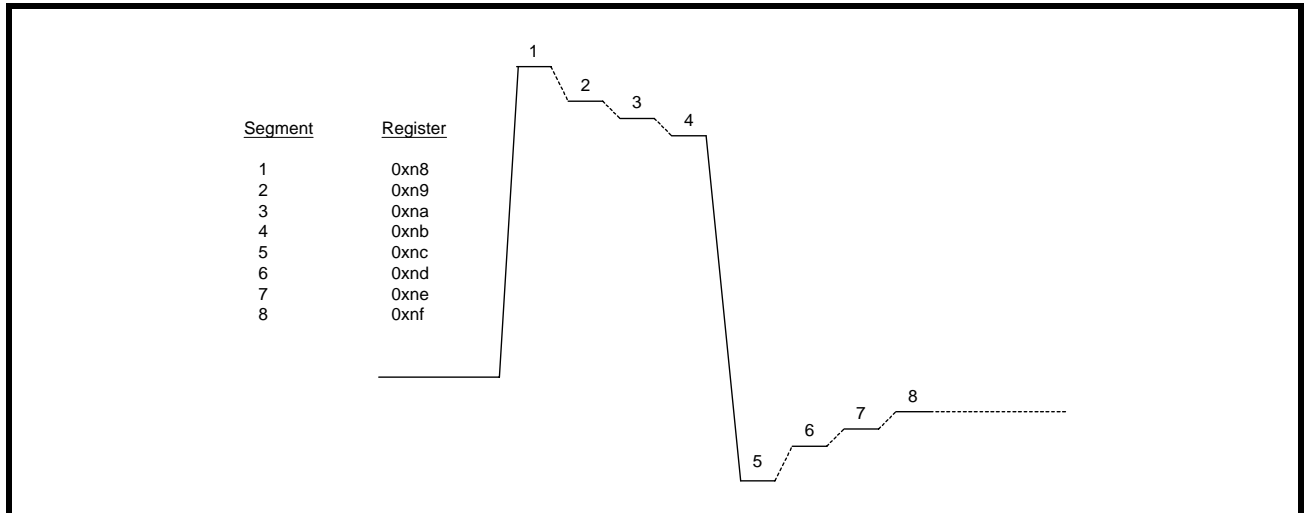 Segment Register
1 0xn8
2 0xn9
3 0xna
4 0xnb
5 0xnc
6 0xnd
7 0xne
8 0xnf
1
2
3
4
5
6
7
8